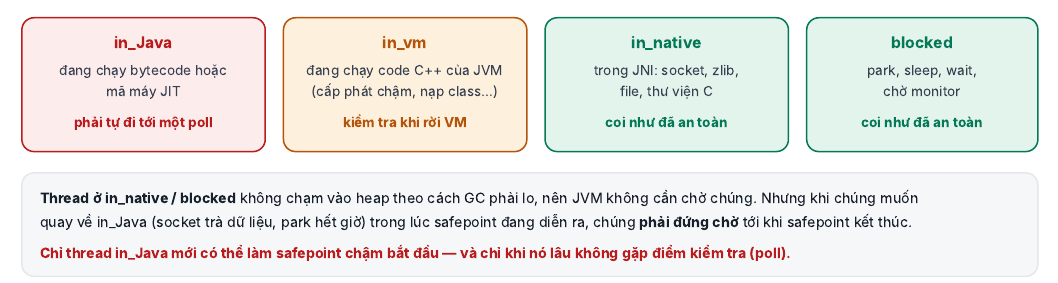 in_Java
đang chạy bytecode hoặc
mã máy JIT
phải tự đi tới một poll
in_vm
đang chạy code C++ của JVM
(cấp phát chậm, nạp class...)
kiểm tra khi rời VM
in_native
trong JNI: socket, zlib,
file, thư viện C
coi như đã an toàn
blocked
park, sleep, wait,
chờ monitor
coi như đã an toàn
Thread ở in_native / blocked không chạm vào heap theo cách GC phải lo, nên JVM không cần chờ chúng. Nhưng khi chúng muốn
quay về in_Java (socket trả dữ liệu, park hết giờ) trong lúc safepoint đang diễn ra, chúng phải đứng chờ tới khi safepoint kết thúc.
Chỉ thread in_Java mới có thể làm safepoint chậm bắt đầu — và chỉ khi nó lâu không gặp điểm kiểm tra (poll).